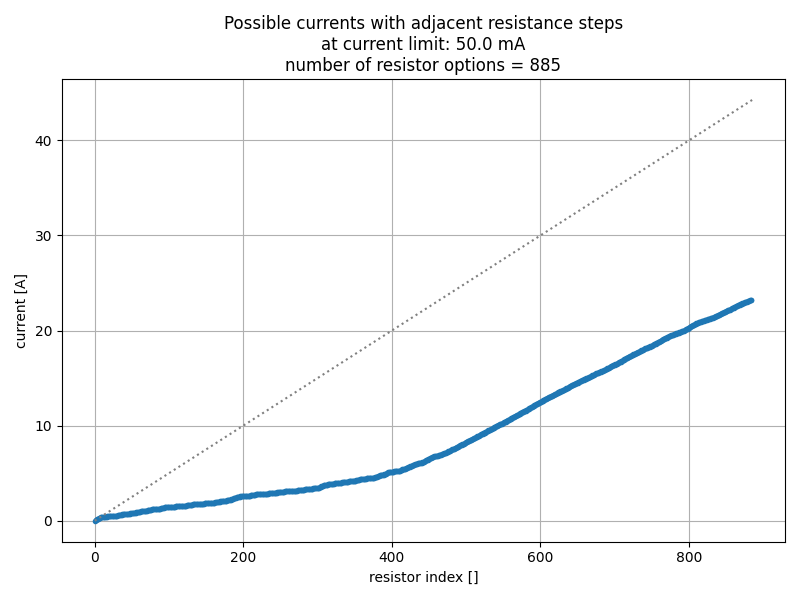 Possible currents with adjacent resistance steps
at current limit: 50.0 mA
number of resistor options = 885
40
30
20
10
0
current [A]
0 200 400 600 800
resistor index []